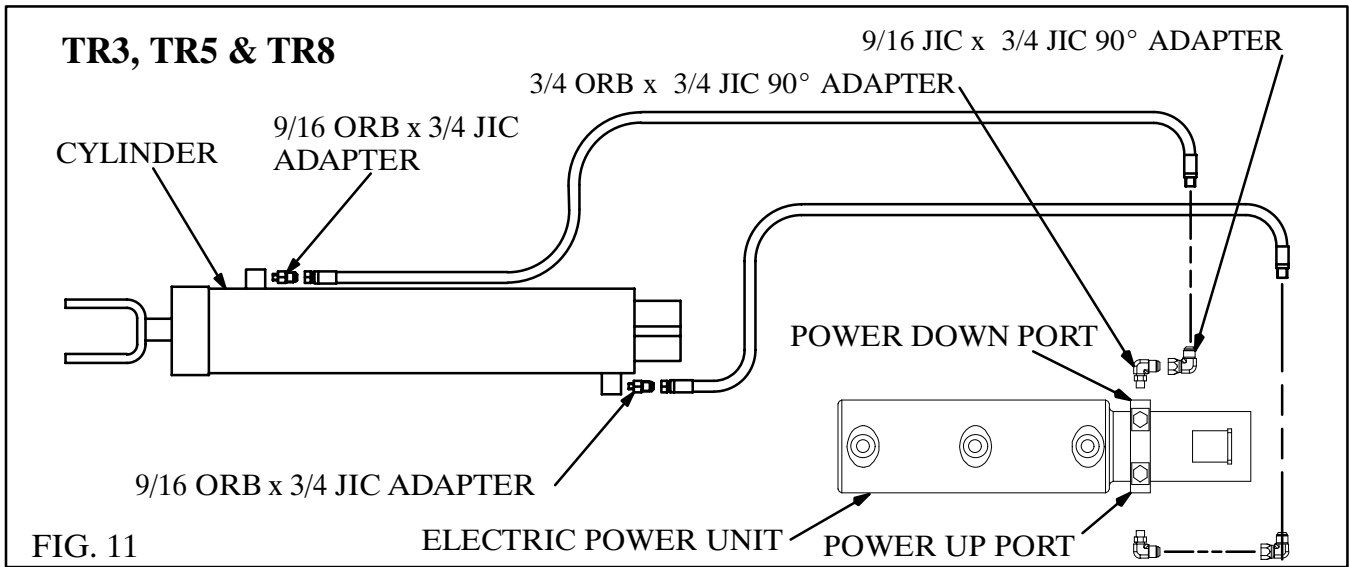 TR3, TR5 & TR8
9/16 JIC x 3/4 JIC 90° ADAPTER
3/4 ORB x 3/4 JIC 90° ADAPTER
9/16 ORB x 3/4 JIC
ADAPTER
CYLINDER
POWER DOWN PORT
9/16 ORB x 3/4 JIC ADAPTER
ELECTRIC POWER UNIT
POWER UP PORT
FIG. 11